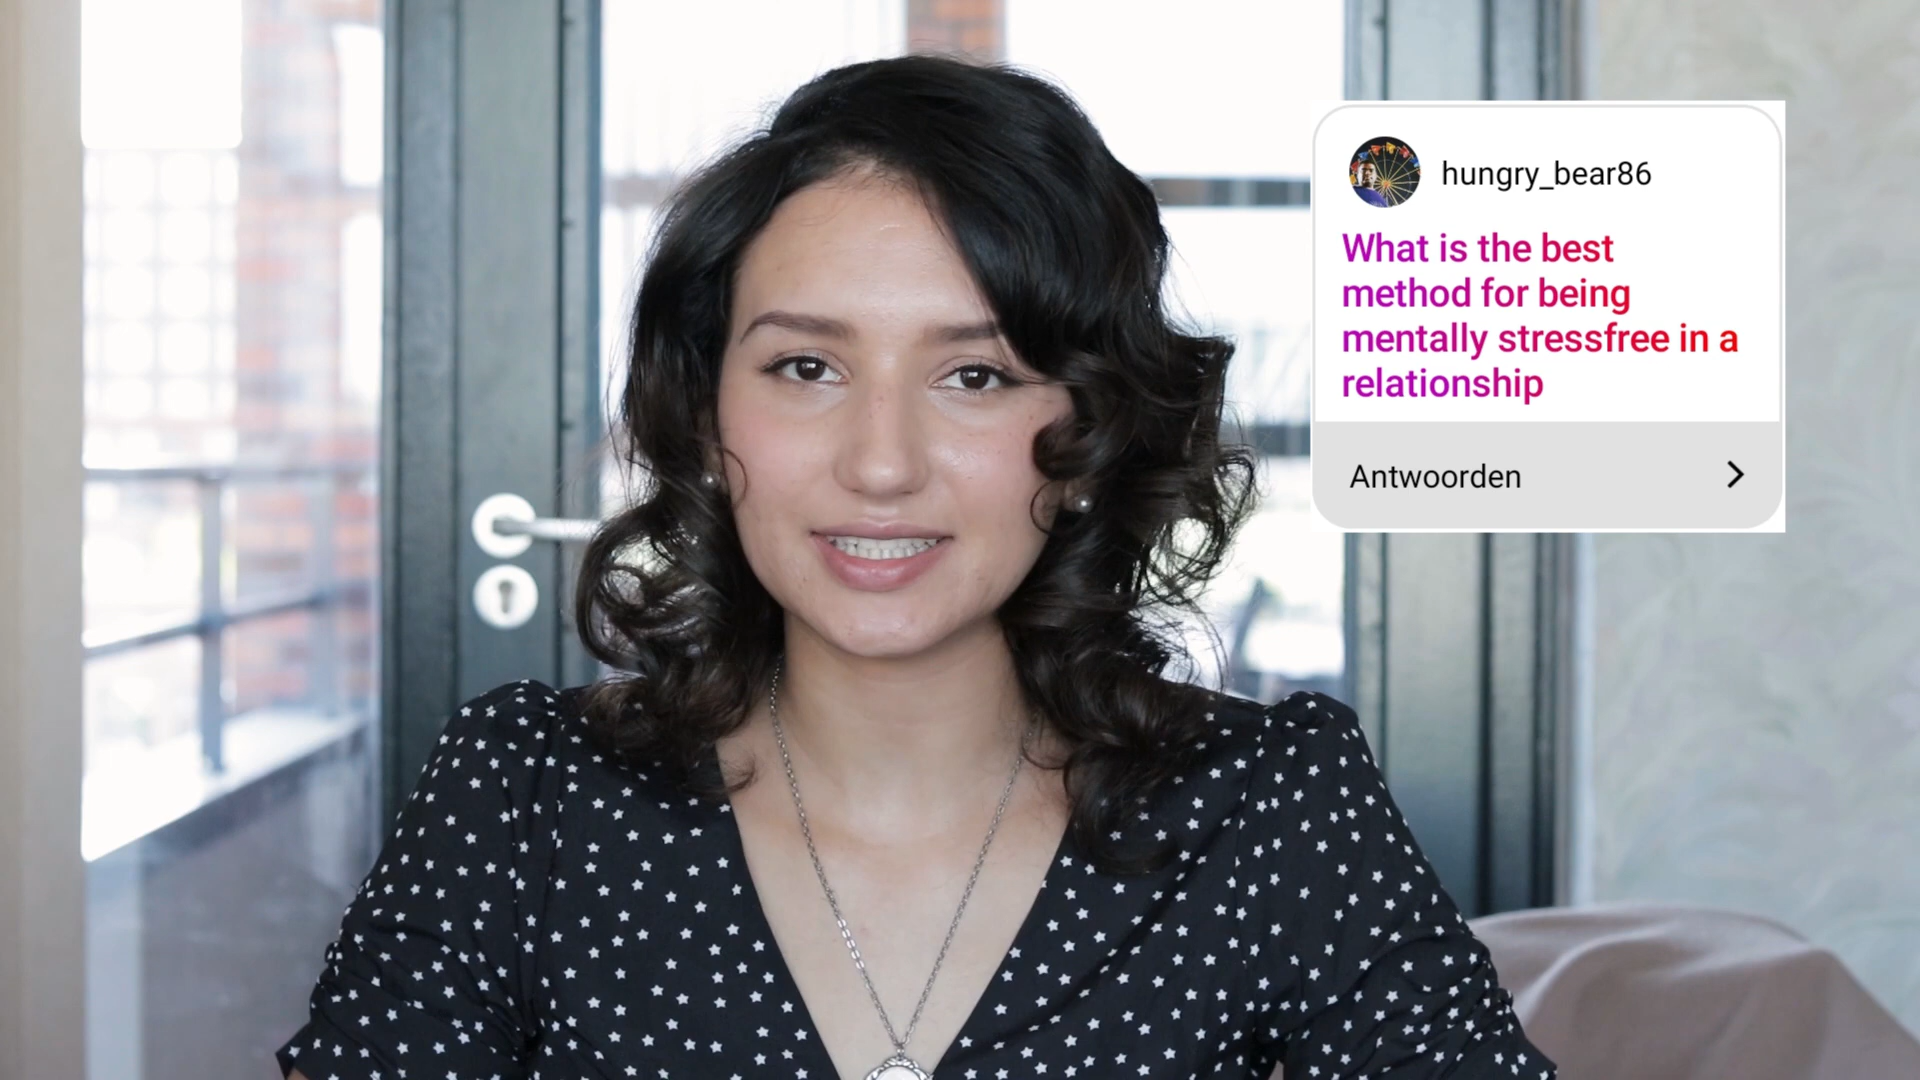 hungry_bear86
What is the best
method for being
mentally stressfree in a
relationship
Antwoorden